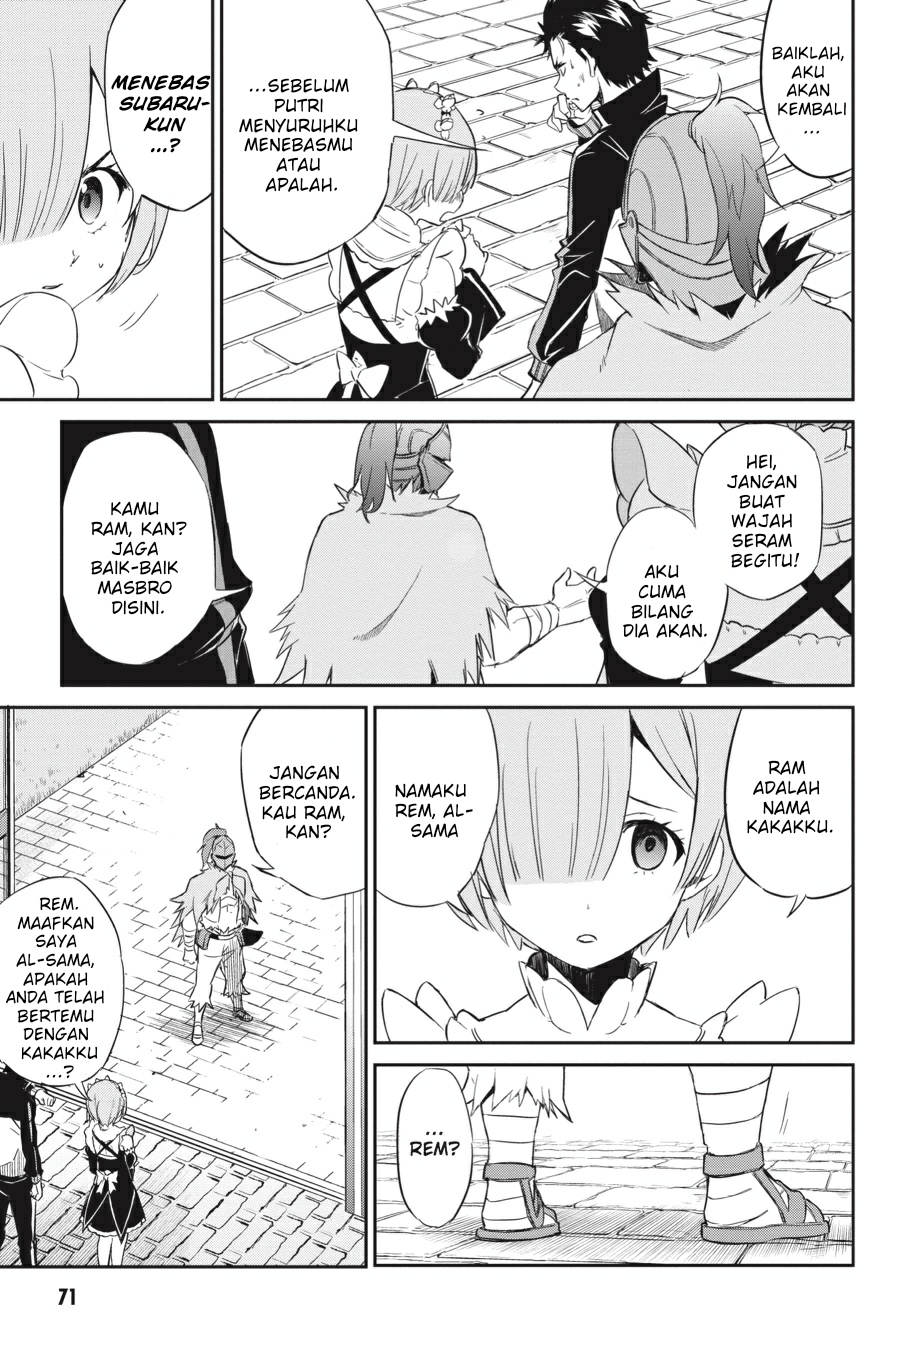 BAIKLAH,
AKU
AKAN
KEMBALI
...
...SEBELUM
PUTRI
MENYURUHKU
MENEBASMU
ATAU
APALAH.
MENEBAS
SUBARU-
KUN
...?
HEI,
JANGAN
BUAT
WAJAH
SERAM
BEGITU!
AKU
CUMA
BILANG
DIA AKAN.
KAMU
RAM, KAN?
JAGA
BAIK-BAIK
MASBRO
DISINI.
RAM
ADALAH
NAMA
KAKAKKU.
NAMAKU
REM, AL-
SAMA
JANGAN
BERCANDA.
KAU RAM,
KAN?
REM.
MAAFKAN
SAYA
AL-SAMA,
APAKAH
ANDA TELAH
BERTEMU
DENGAN
KAKAKKU
...?
...
REM?
71